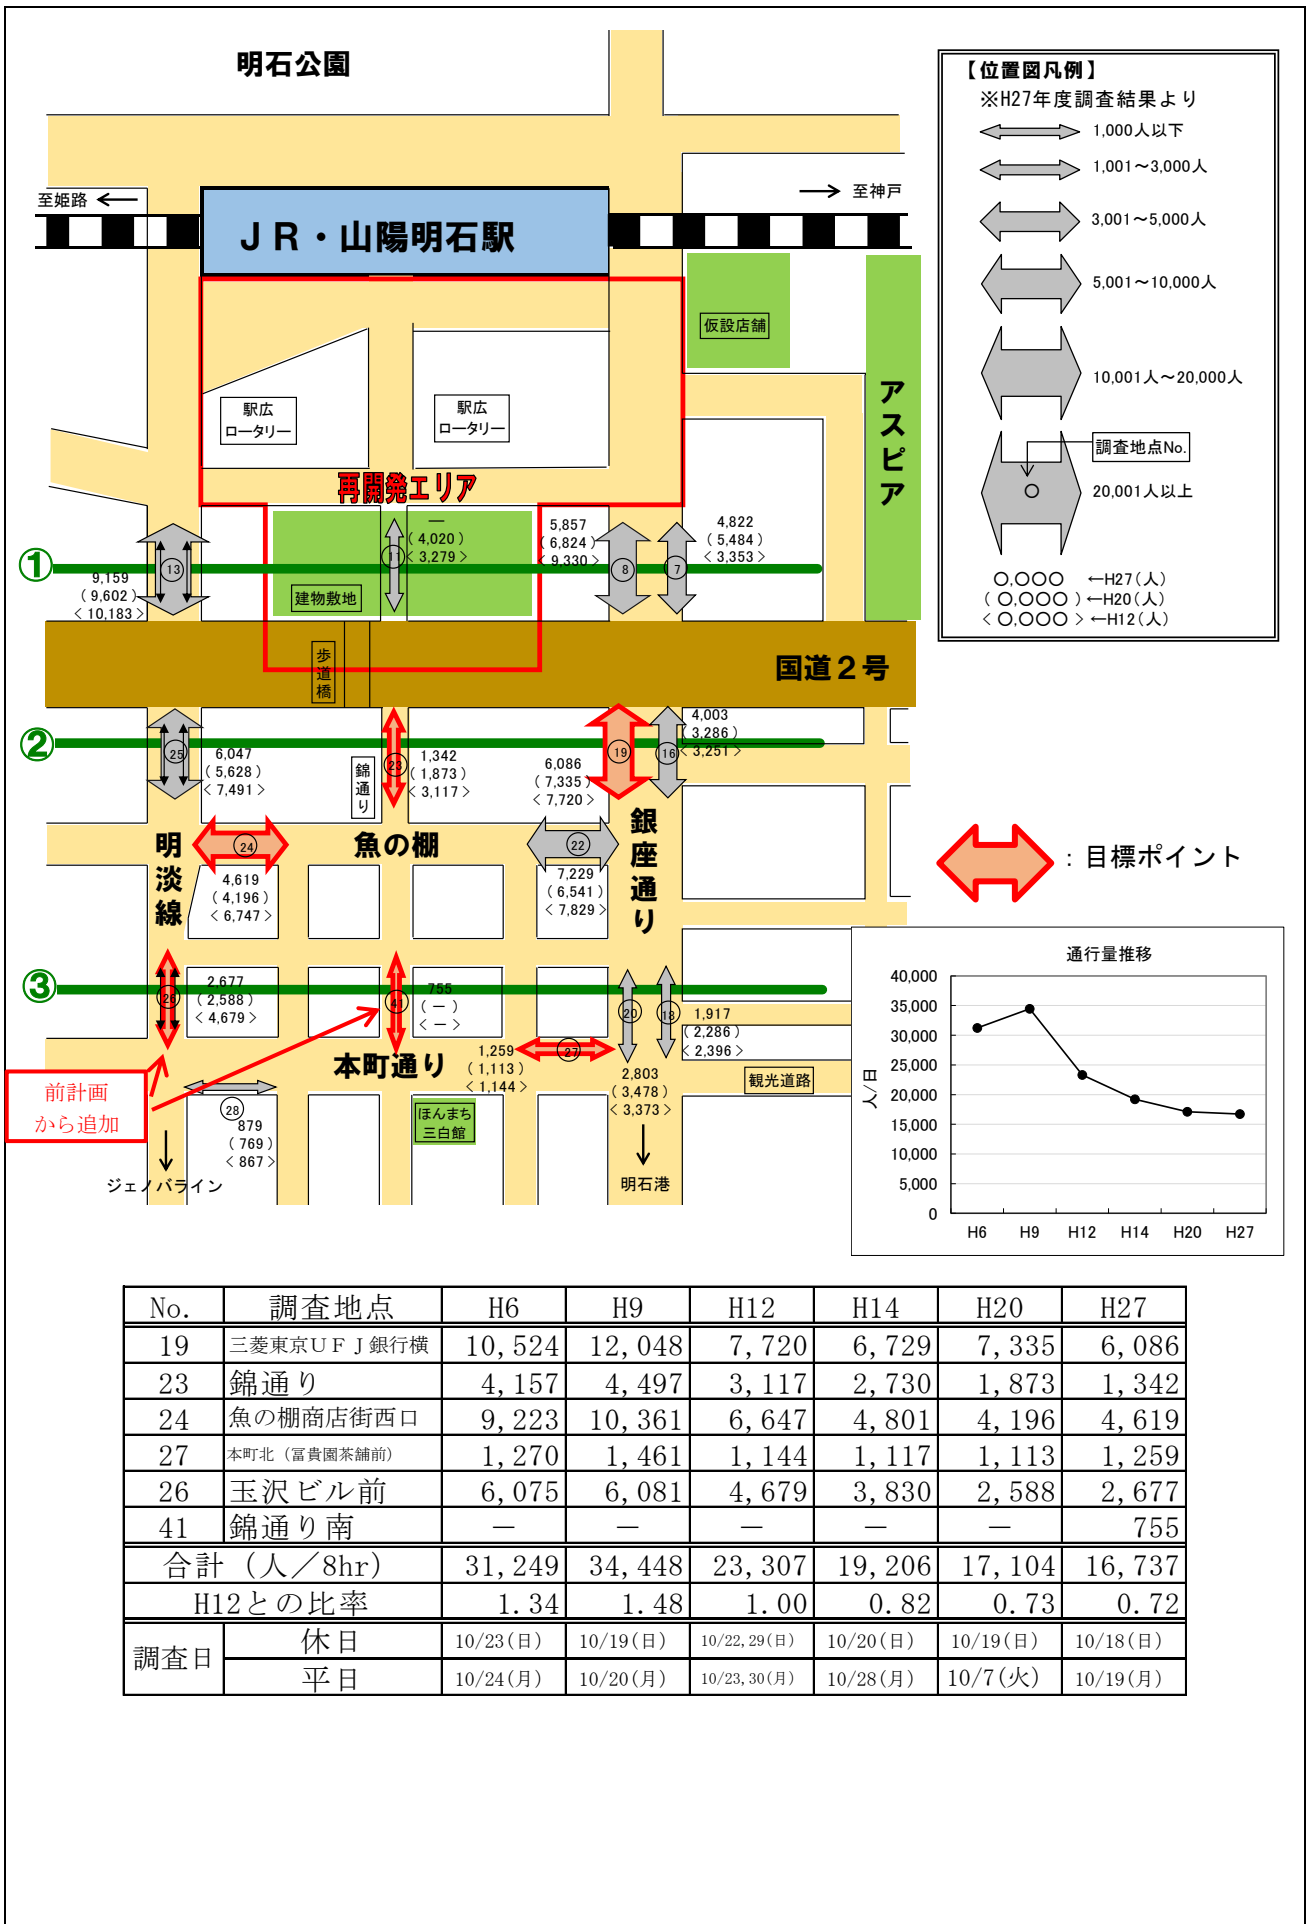 明石公園
【位置図凡例】
※H27年度調査結果より
1,000人以下
1,001～3,000人
3,001～5,000人
5,001～10,000人
10,001人～20,000人
調査地点No.
20,001人以上
○,○○○ ←H27(人)
( ○,○○○ )←H20(人)
< ○,○○○ >←H12(人)
至姫路
至神戸
ＪＲ・山陽明石駅
仮設店舗
アスピア
駅広
ロータリー
駅広
ロータリー
再開発エリア
①
13
9,159
( 9,602 )
< 10,183 >
11
―
( 4,020 )
< 3,279 >
建物敷地
5,857
( 6,824 )
< 9,330 >
8
7
4,822
( 5,484 )
< 3,353 >
歩道橋
国道２号
②
25
6,047
( 5,628 )
< 7,491 >
錦通り
23
1,342
( 1,873 )
< 3,117 >
6,086
( 7,335 )
< 7,720 >
19
16
4,003
( 3,286 )
< 3,251 >
明淡線
24
4,619
( 4,196 )
< 6,747 >
魚の棚
22
7,229
( 6,541 )
< 7,829 >
銀座通り
：目標ポイント
③
26
2,677
( 2,588 )
< 4,679 >
41
755
( ― )
< ― >
20
18
1,917
( 2,286 )
< 2,396 >
本町通り
1,259
( 1,113 )
< 1,144 >
27
2,803
( 3,478 )
< 3,373 >
観光道路
前計画
から追加
28
879
( 769 )
< 867 >
ほんまち
三白館
ジェノバライン
明石港
通行量推移
人/日
40,000
35,000
30,000
25,000
20,000
15,000
10,000
5,000
0
H6 H9 H12 H14 H20 H27
No. 調査地点 H6 H9 H12 H14 H20 H27
19 三菱東京ＵＦＪ銀行横 10,524 12,048 7,720 6,729 7,335 6,086
23 錦通り 4,157 4,497 3,117 2,730 1,873 1,342
24 魚の棚商店街西口 9,223 10,361 6,647 4,801 4,196 4,619
27 本町北（冨貴園茶舗前） 1,270 1,461 1,144 1,117 1,113 1,259
26 玉沢ビル前 6,075 6,081 4,679 3,830 2,588 2,677
41 錦通り南 － － － － － 755
合計（人／8hr） 31,249 34,448 23,307 19,206 17,104 16,737
H12との比率 1.34 1.48 1.00 0.82 0.73 0.72
調査日 休日 10/23(日) 10/19(日) 10/22,29(日) 10/20(日) 10/19(日) 10/18(日)
平日 10/24(月) 10/20(月) 10/23,30(月) 10/28(月) 10/7(火) 10/19(月)